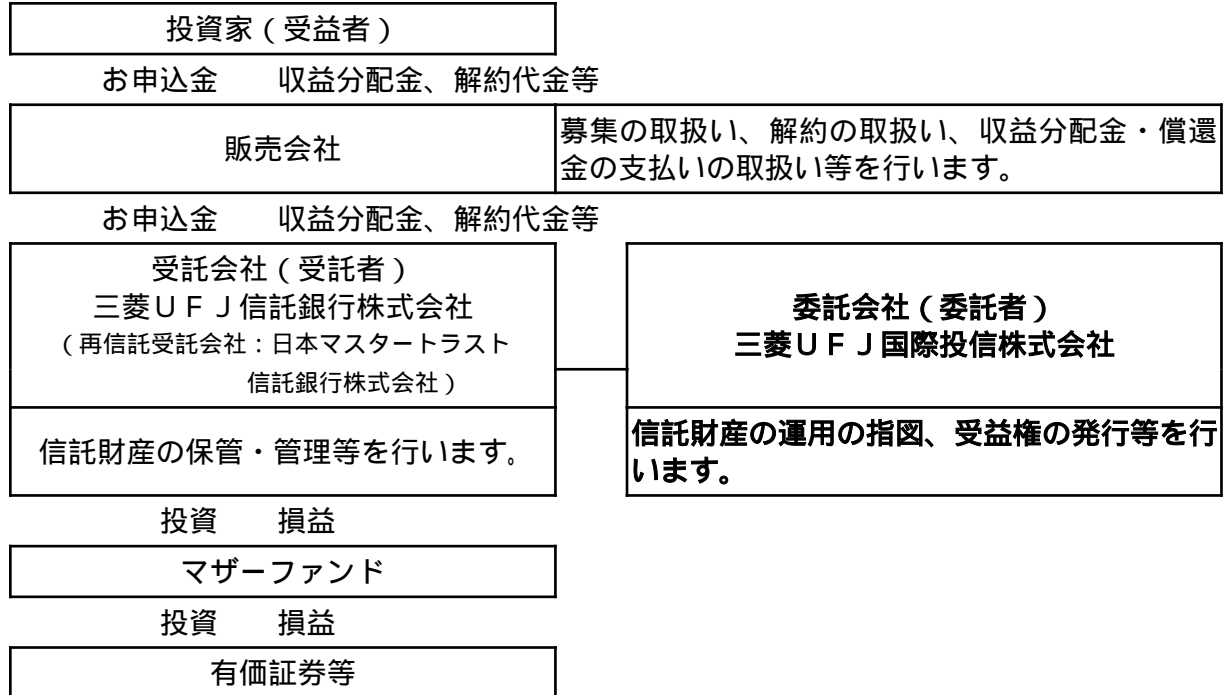 投資家(受益者)
お申込金　収益分配金、解約代金等
販売会社
募集の取扱い、解約の取扱い、収益分配金・償還
金の支払いの取扱い等を行います。
お申込金　収益分配金、解約代金等
受託会社(受託者)
三菱UFJ信託銀行株式会社
(再信託受託会社:日本マスタートラスト
信託銀行株式会社)
委託会社(委託者)
三菱UFJ国際投信株式会社
信託財産の保管・管理等を行います。
信託財産の運用の指図、受益権の発行等を行
います。
投資　損益
マザーファンド
投資　損益
有価証券等